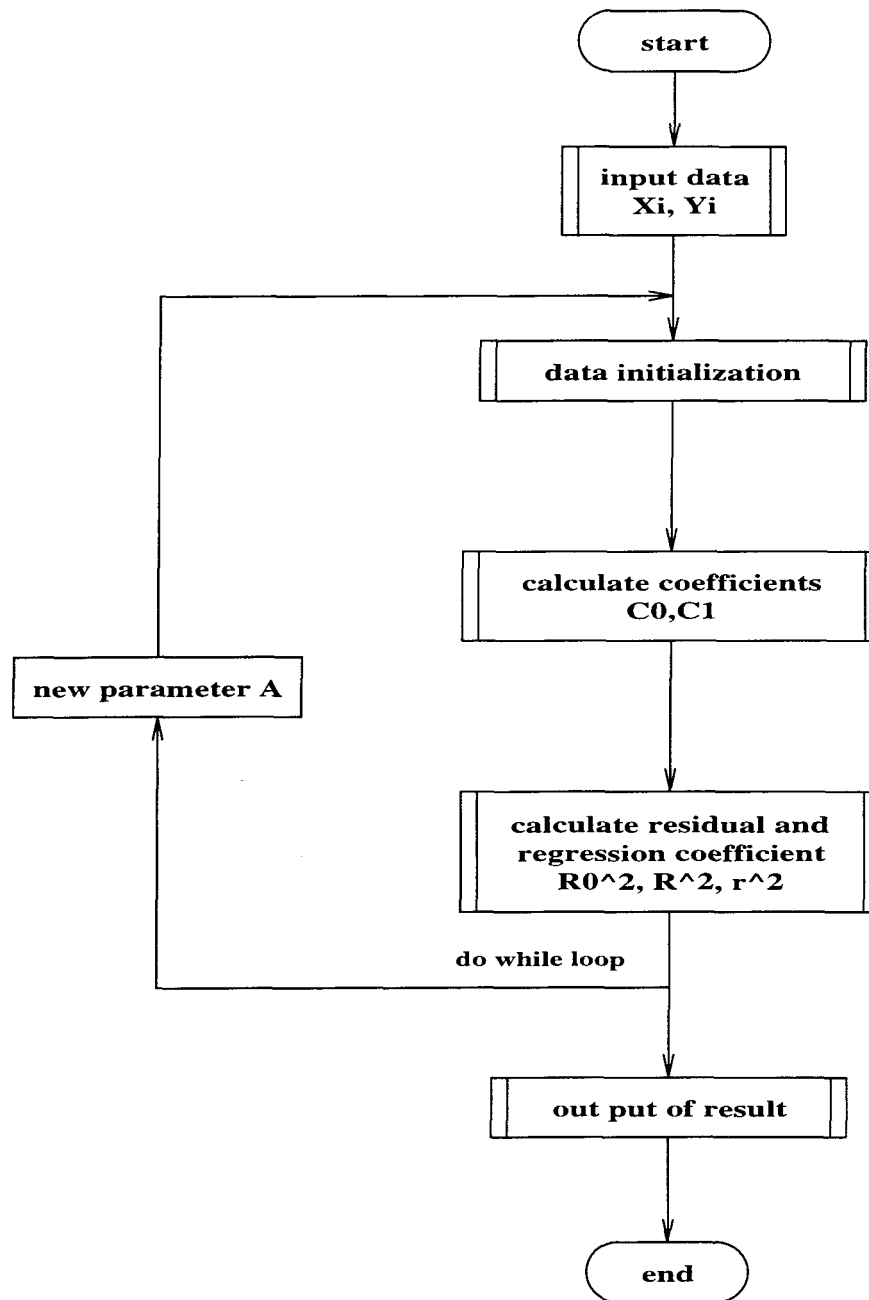 start
input data
Xi, Yi
data initialization
calculate coefficients
C0,C1
new parameter A
calculate residual and
regression coefficient
R0^2, R^2, r^2
do while loop
out put of result
end